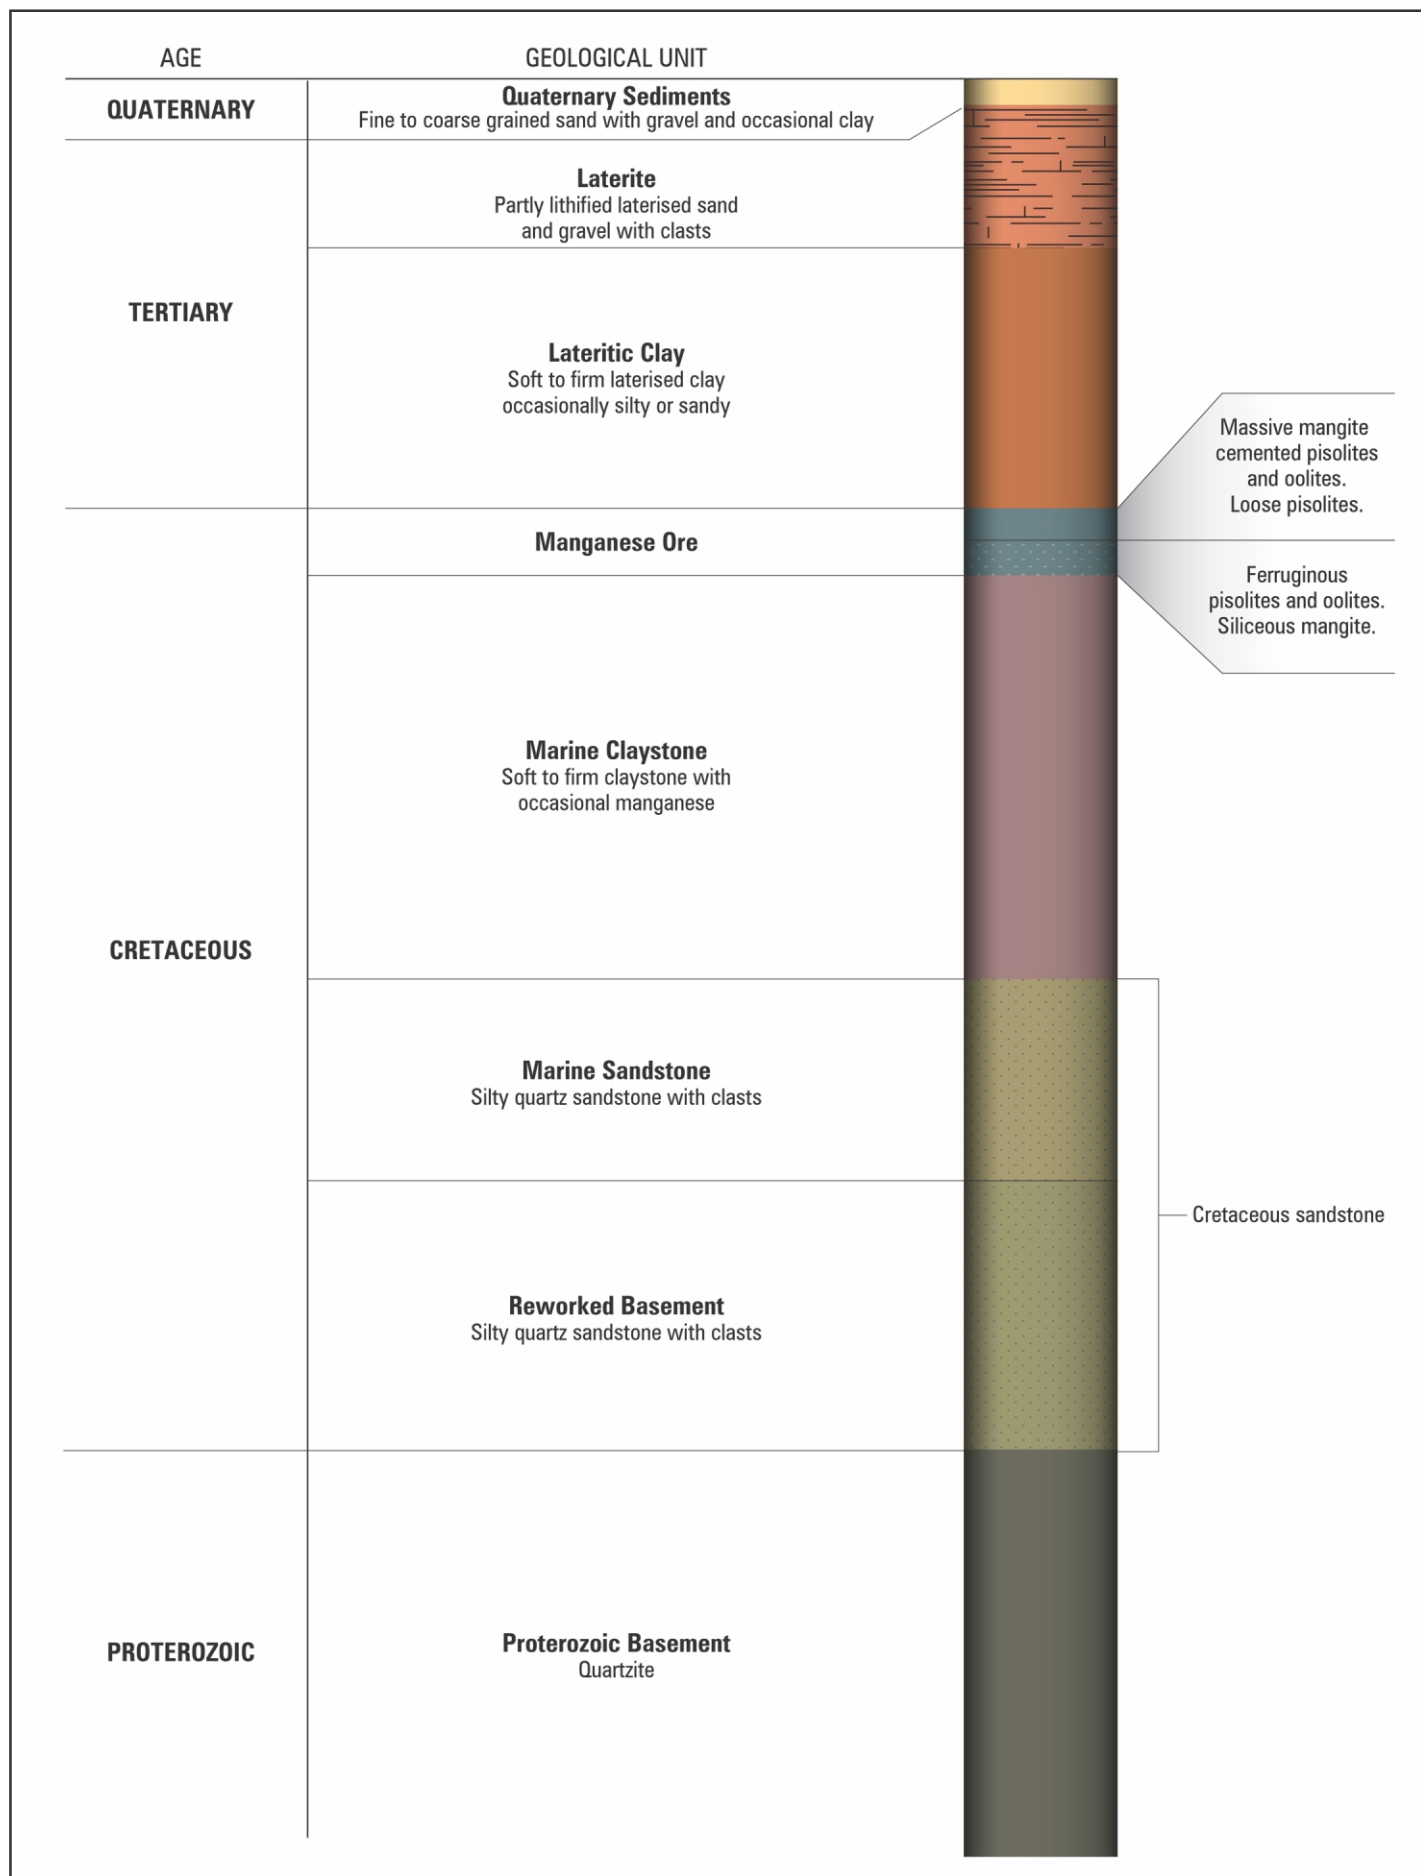 AGE
GEOLOGICAL UNIT
QUATERNARY
Quaternary Sediments
Fine to coarse grained sand with gravel and occasional clay
TERTIARY
Laterite
Partly lithified laterised sand
and gravel with clasts
Lateritic Clay
Soft to firm laterised clay
occasionally silty or sandy
CRETACEOUS
Manganese Ore
Massive mangite
cemented pisolites
and oolites.
Loose pisolites.
Ferruginous
pisolites and oolites.
Siliceous mangite.
Marine Claystone
Soft to firm claystone with
occasional manganese
Marine Sandstone
Silty quartz sandstone with clasts
Cretaceous sandstone
Reworked Basement
Silty quartz sandstone with clasts
PROTEROZOIC
Proterozoic Basement
Quartzite